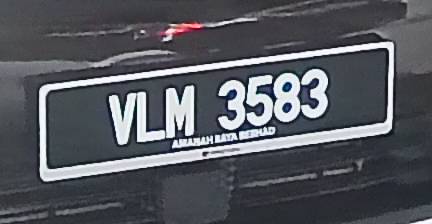 VLM 3583
AMANAH RAYA BERHAD